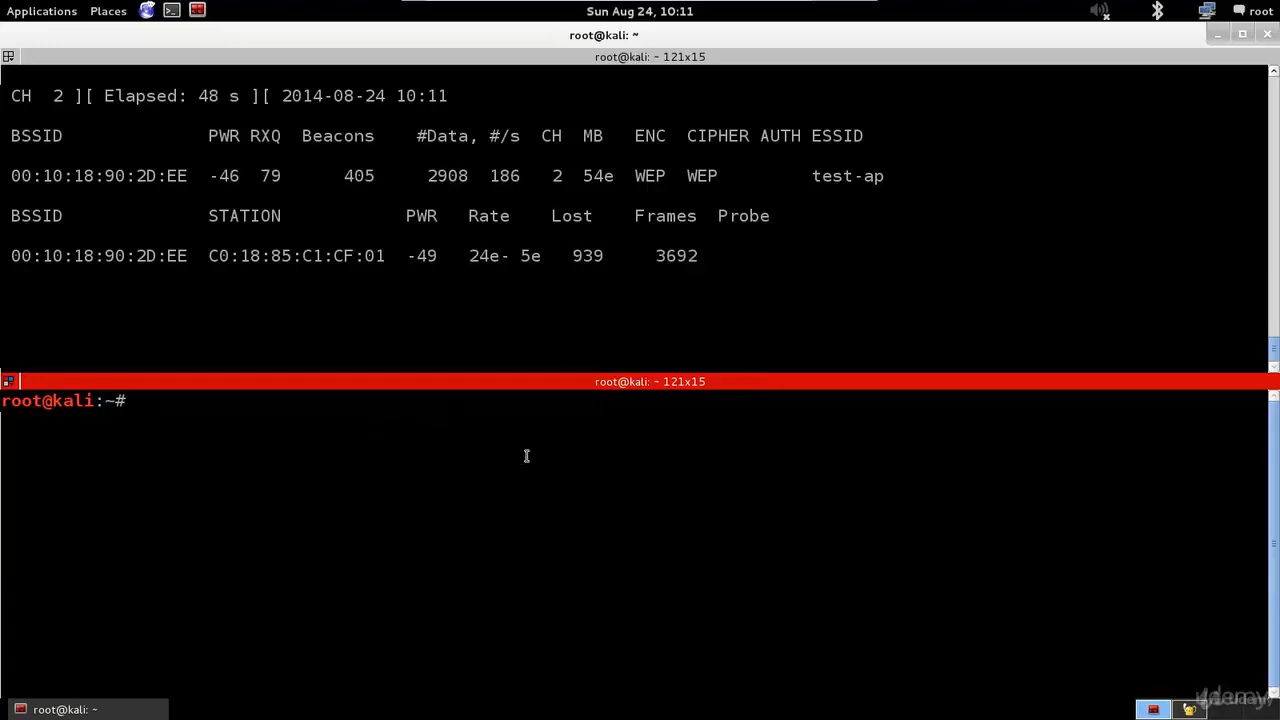 Applications Places Sun Aug 24, 10:11 root
root@kali: ~
root@kali: ~ 121x15
CH 2 ][ Elapsed: 48 s ][ 2014-08-24 10:11
BSSID PWR RXQ Beacons #Data, #/s CH MB ENC CIPHER AUTH ESSID
00:10:18:90:2D:EE -46 79 405 2908 186 2 54e WEP WEP test-ap
BSSID STATION PWR Rate Lost Frames Probe
00:10:18:90:2D:EE C0:18:85:C1:CF:01 -49 24e- 5e 939 3692
root@kali: ~ 121x15
root@kali:~#
root@kali: ~
udemy